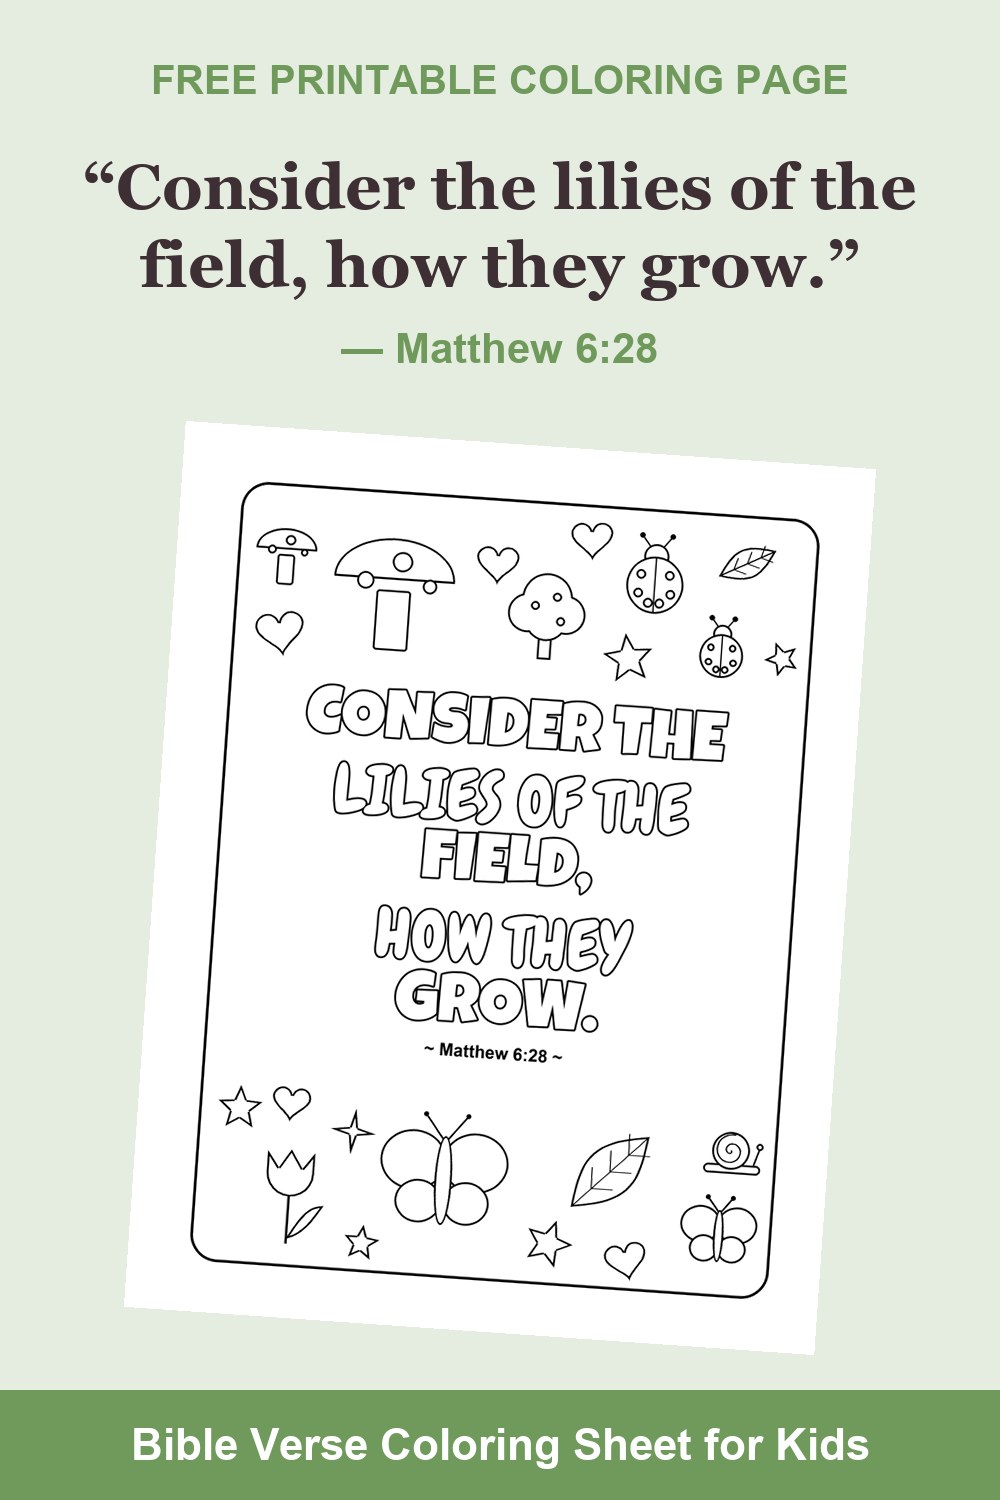 FREE PRINTABLE COLORING PAGE
“Consider the lilies of the
field, how they grow.”
— Matthew 6:28
CONSIDER THE
LILIES OF THE
FIELD,
HOW THEY
GROW.
~ Matthew 6:28 ~
Bible Verse Coloring Sheet for Kids